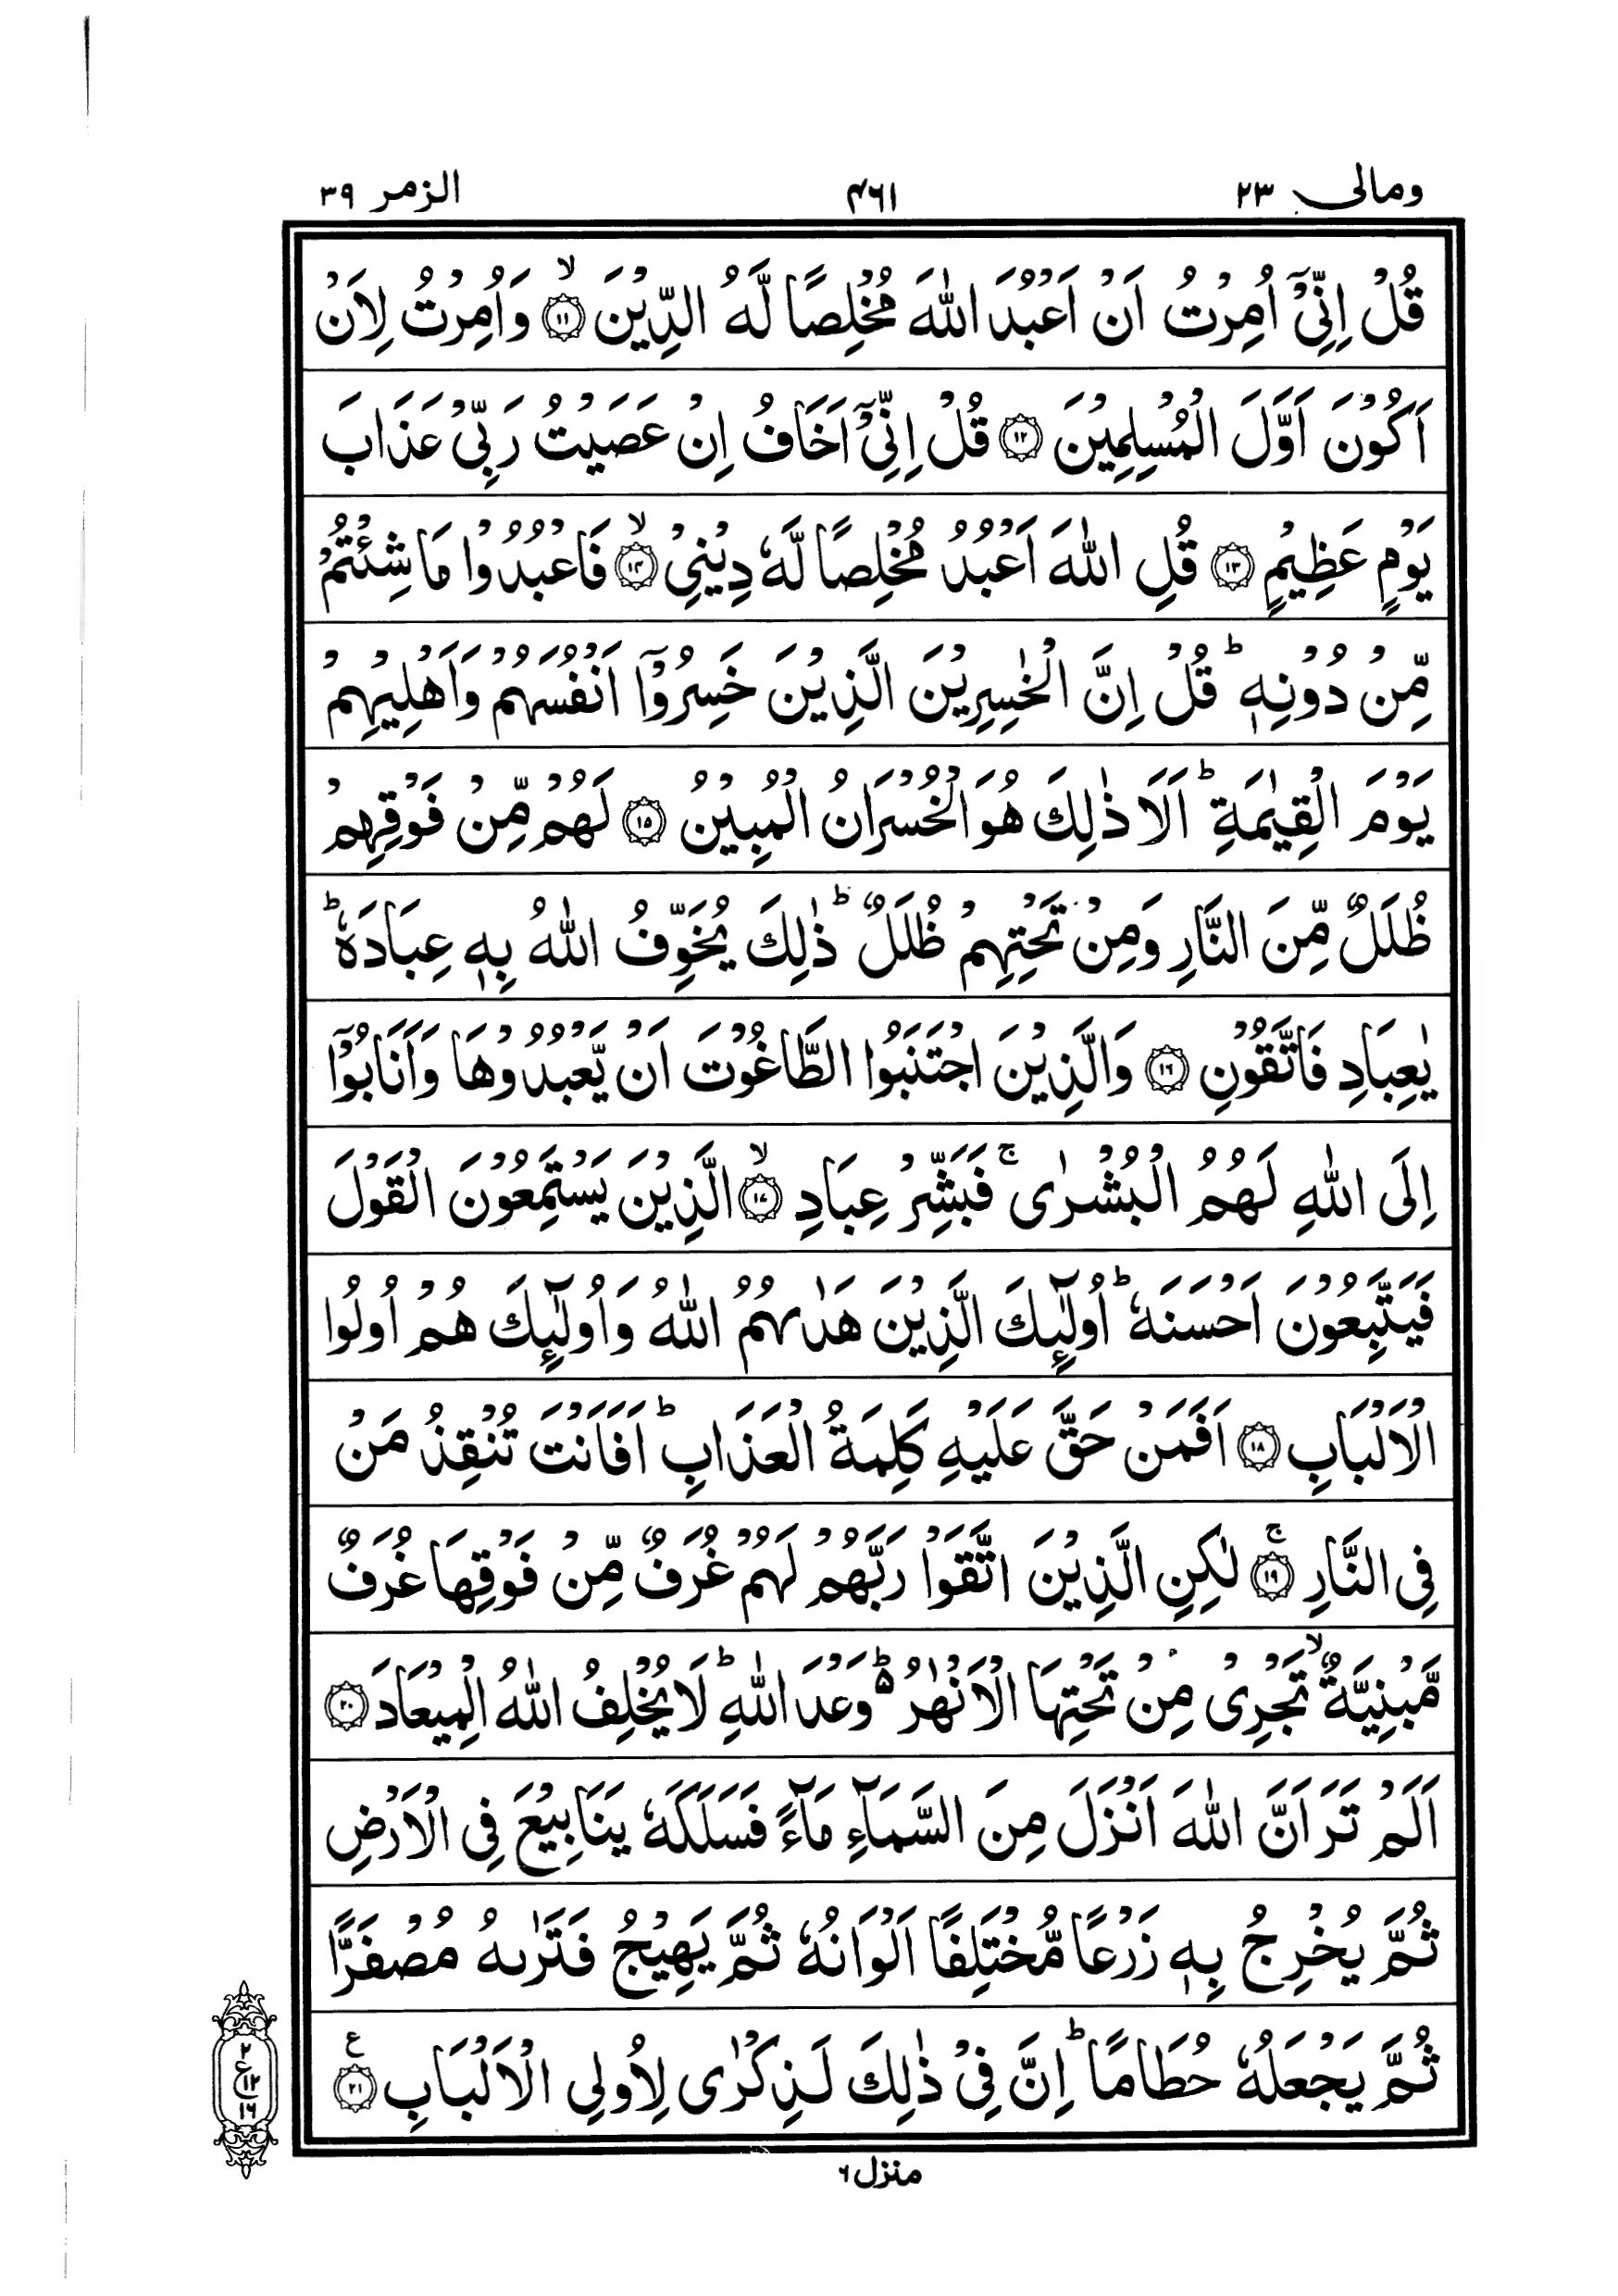 ومالی ۲۳ ۴۶۱ الزمر ۳۹
قُلْ اِنِّیْۤ اُمِرْتُ اَنْ اَعْبُدَ اللّٰهَ مُخْلِصًا لَّهُ الدِّیْنَ ۙ﴿۱۱﴾ وَاُمِرْتُ لِاَنْ
اَكُوْنَ اَوَّلَ الْمُسْلِمِیْنَ ﴿۱۲﴾ قُلْ اِنِّیْۤ اَخَافُ اِنْ عَصَیْتُ رَبِّیْ عَذَابَ
یَوْمٍ عَظِیْمٍ ﴿۱۳﴾ قُلِ اللّٰهَ اَعْبُدُ مُخْلِصًا لَّهٗ دِیْنِیْ ۙ﴿۱۴﴾ فَاعْبُدُوْا مَا شِئْتُمْ
مِّنْ دُوْنِهٖ ؕ قُلْ اِنَّ الْخٰسِرِیْنَ الَّذِیْنَ خَسِرُوْۤا اَنْفُسَهُمْ وَاَهْلِیْهِمْ
یَوْمَ الْقِیٰمَةِ ؕ اَلَا ذٰلِكَ هُوَ الْخُسْرَانُ الْمُبِیْنُ ﴿۱۵﴾ لَهُمْ مِّنْ فَوْقِهِمْ
ظُلَلٌ مِّنَ النَّارِ وَمِنْ تَحْتِهِمْ ظُلَلٌ ؕ ذٰلِكَ یُخَوِّفُ اللّٰهُ بِهٖ عِبَادَهٗ ؕ
یٰعِبَادِ فَاتَّقُوْنِ ﴿۱۶﴾ وَالَّذِیْنَ اجْتَنَبُوا الطَّاغُوْتَ اَنْ یَّعْبُدُوْهَا وَاَنَابُوْۤا
اِلَی اللّٰهِ لَهُمُ الْبُشْرٰی ۚ فَبَشِّرْ عِبَادِ ۙ﴿۱۷﴾ الَّذِیْنَ یَسْتَمِعُوْنَ الْقَوْلَ
فَیَتَّبِعُوْنَ اَحْسَنَهٗ ؕ اُولٰٓئِكَ الَّذِیْنَ هَدٰىهُمُ اللّٰهُ وَاُولٰٓئِكَ هُمْ اُولُوا
الْاَلْبَابِ ﴿۱۸﴾ اَفَمَنْ حَقَّ عَلَیْهِ كَلِمَةُ الْعَذَابِ ؕ اَفَاَنْتَ تُنْقِذُ مَنْ
فِی النَّارِ ۚ﴿۱۹﴾ لٰكِنِ الَّذِیْنَ اتَّقَوْا رَبَّهُمْ لَهُمْ غُرَفٌ مِّنْ فَوْقِهَا غُرَفٌ
مَّبْنِیَّةٌ ۙ تَجْرِیْ مِنْ تَحْتِهَا الْاَنْهٰرُ ؕ۵ وَعْدَ اللّٰهِ ؕ لَا یُخْلِفُ اللّٰهُ الْمِیْعَادَ ﴿۲۰﴾
اَلَمْ تَرَ اَنَّ اللّٰهَ اَنْزَلَ مِنَ السَّمَآءِ مَآءً فَسَلَكَهٗ یَنَابِیْعَ فِی الْاَرْضِ
ثُمَّ یُخْرِجُ بِهٖ زَرْعًا مُّخْتَلِفًا اَلْوَانُهٗ ثُمَّ یَهِیْجُ فَتَرٰىهُ مُصْفَرًّا
ثُمَّ یَجْعَلُهٗ حُطَامًا ؕ اِنَّ فِیْ ذٰلِكَ لَذِكْرٰی لِاُولِی الْاَلْبَابِ ﴿۲۱﴾ ع
۲
ع ۱۲
۱۶
منزل ۶